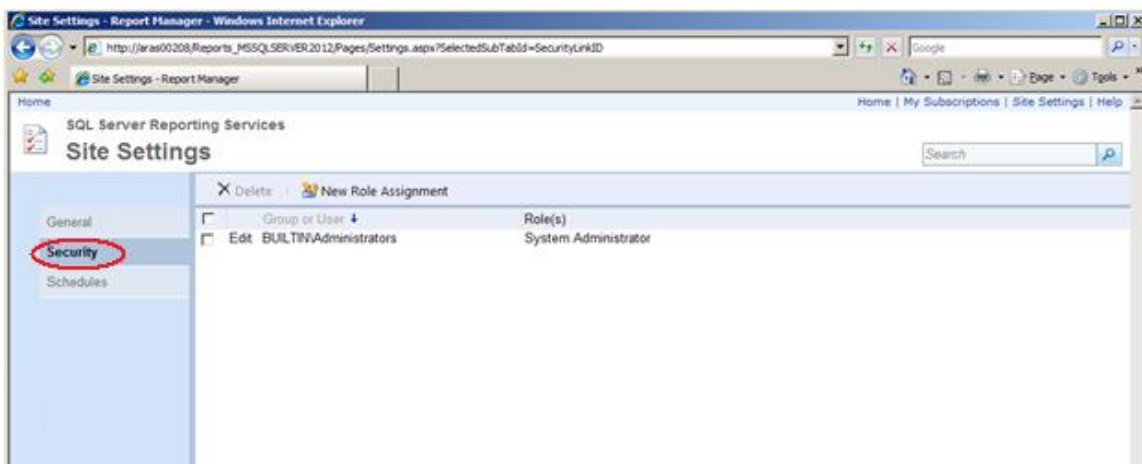 Site Settings - Report Manager - Windows Internet Explorer
http://aras00208/Reports_MSSQLSERVER2012/Pages/Settings.aspx?SelectedSubTabId=SecurityLinkID
Google
Site Settings - Report Manager
Page
Tools
Home
Home | My Subscriptions | Site Settings | Help
SQL Server Reporting Services
Site Settings
Search
Delete
New Role Assignment
General
Security
Schedules
Group or User
Role(s)
Edit BUILTIN\Administrators
System Administrator